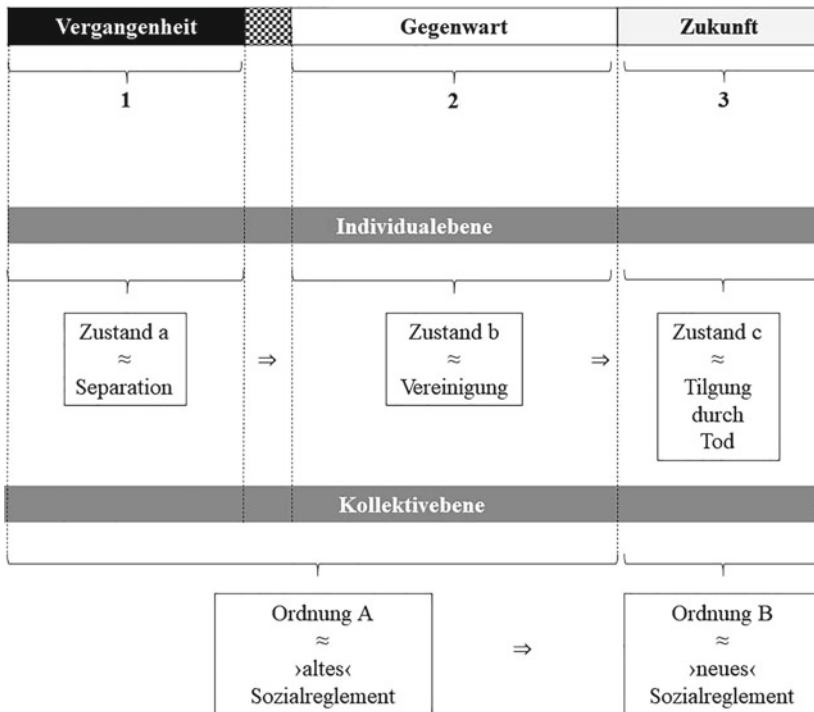 Vergangenheit Gegenwart Zukunft
1 2 3
Individualebene
Zustand a
≈
Separation
⇒
Zustand b
≈
Vereinigung
⇒
Zustand c
≈
Tilgung
durch
Tod
Kollektivebene
Ordnung A
≈
›altes‹
Sozialreglement
⇒
Ordnung B
≈
›neues‹
Sozialreglement